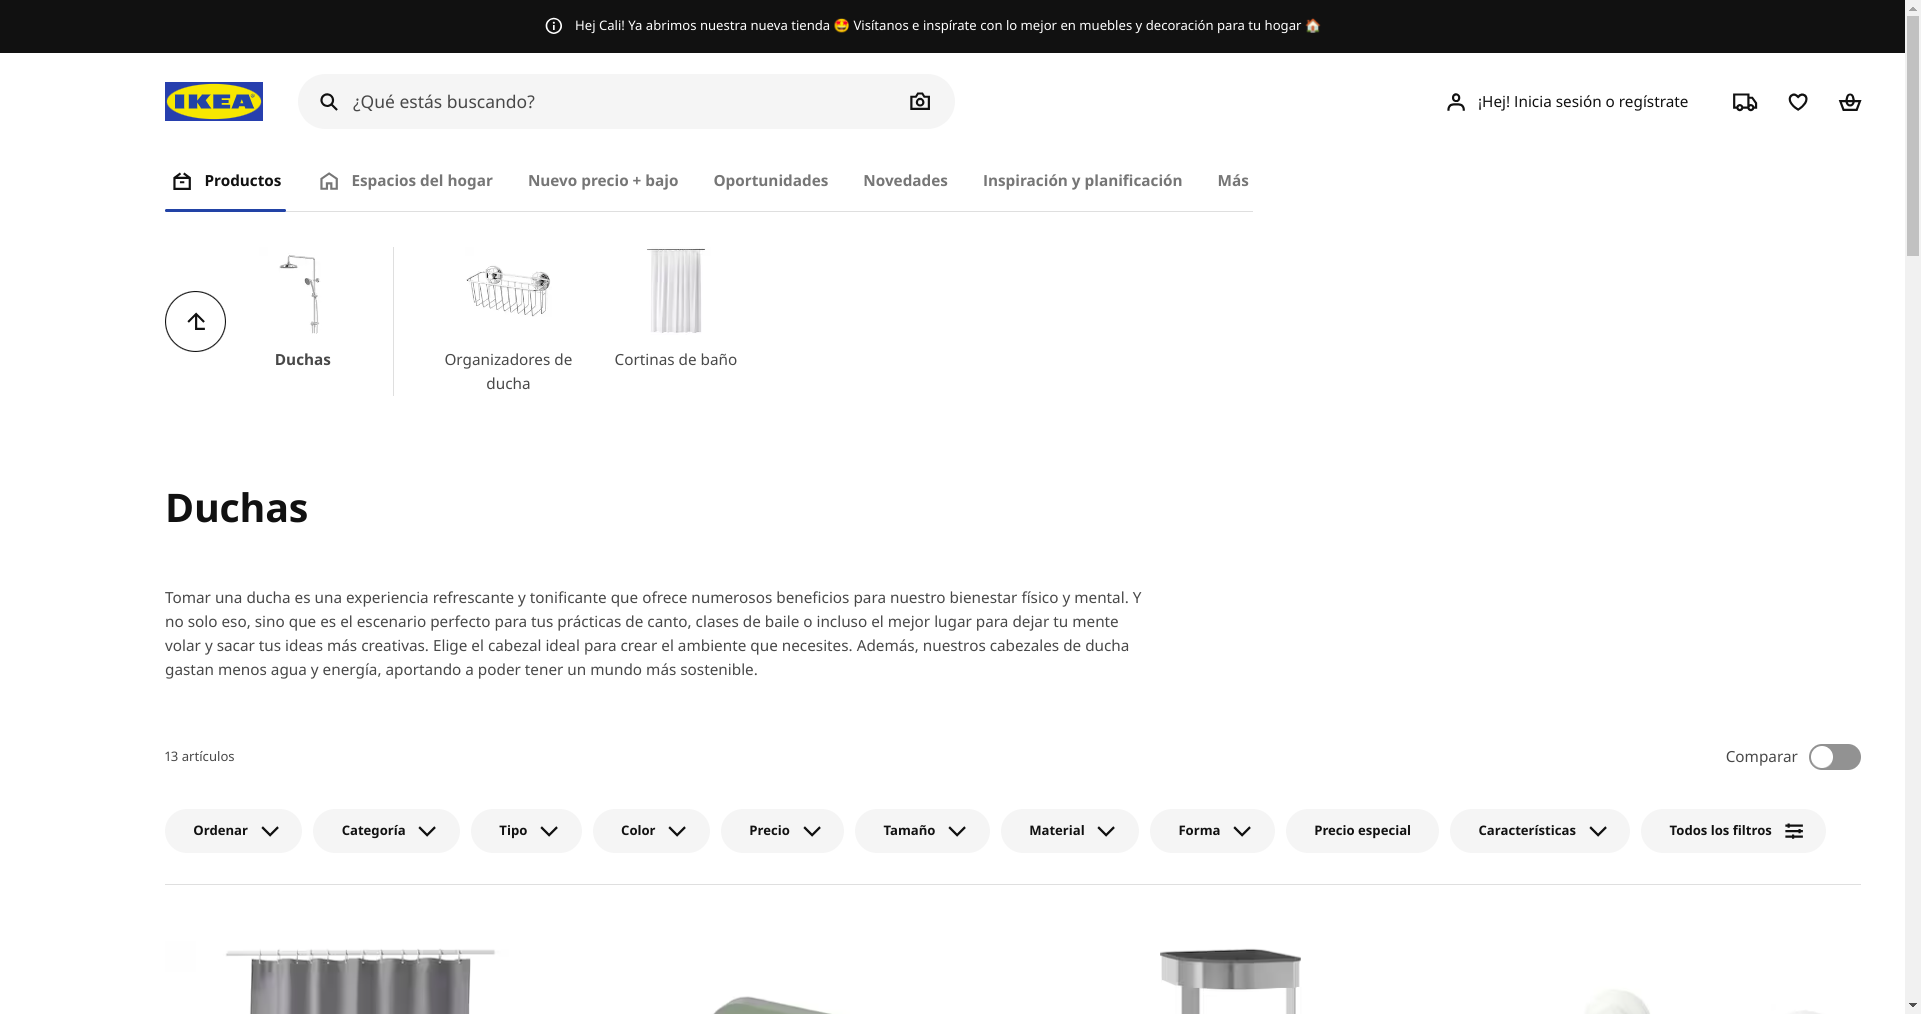 Hej Cali! Ya abrimos nuestra nueva tienda 🤩 Visítanos e inspírate con lo mejor en muebles y decoración para tu hogar 🏠
IKEA
¿Qué estás buscando?
¡Hej! Inicia sesión o regístrate
Productos
Espacios del hogar
Nuevo precio + bajo
Oportunidades
Novedades
Inspiración y planificación
Más
Duchas
Organizadores de
ducha
Cortinas de baño
Duchas
Tomar una ducha es una experiencia refrescante y tonificante que ofrece numerosos beneficios para nuestro bienestar físico y mental. Y
no solo eso, sino que es el escenario perfecto para tus prácticas de canto, clases de baile o incluso el mejor lugar para dejar tu mente
volar y sacar tus ideas más creativas. Elige el cabezal ideal para crear el ambiente que necesites. Además, nuestros cabezales de ducha
gastan menos agua y energía, aportando a poder tener un mundo más sostenible.
13 artículos
Comparar
Ordenar
Categoría
Tipo
Color
Precio
Tamaño
Material
Forma
Precio especial
Características
Todos los filtros